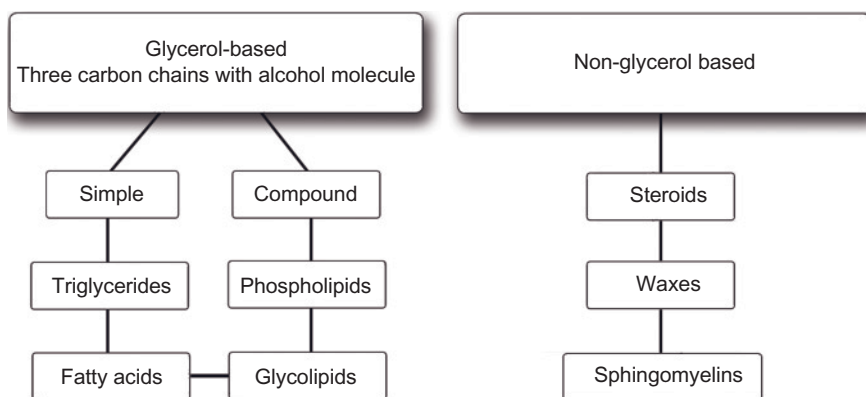 Glycerol-based
Three carbon chains with alcohol molecule
Non-glycerol based
Simple
Compound
Steroids
Triglycerides
Phospholipids
Waxes
Fatty acids
Glycolipids
Sphingomyelins